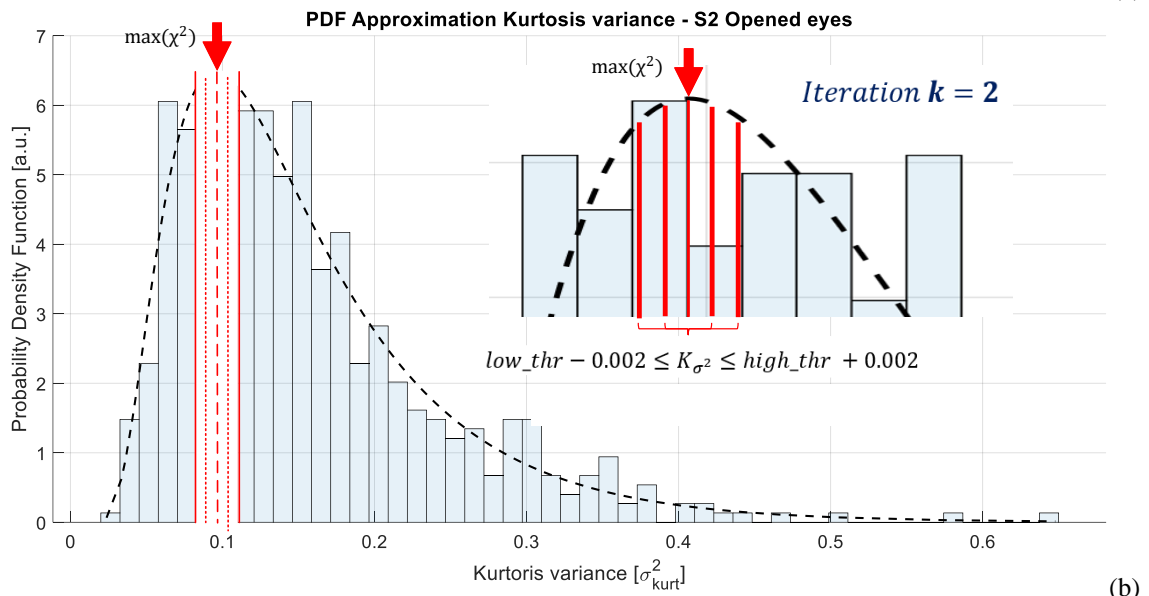 PDF Approximation Kurtosis variance - S2 Opened eyes
max(χ²)
max(χ²)
Iteration k = 2
low_thr − 0.002 ≤ K_σ² ≤ high_thr + 0.002
Probability Density Function [a.u.]
7
6
5
4
3
2
1
0
0 0.1 0.2 0.3 0.4 0.5 0.6
Kurtoris variance [σ²kurt]
(b)